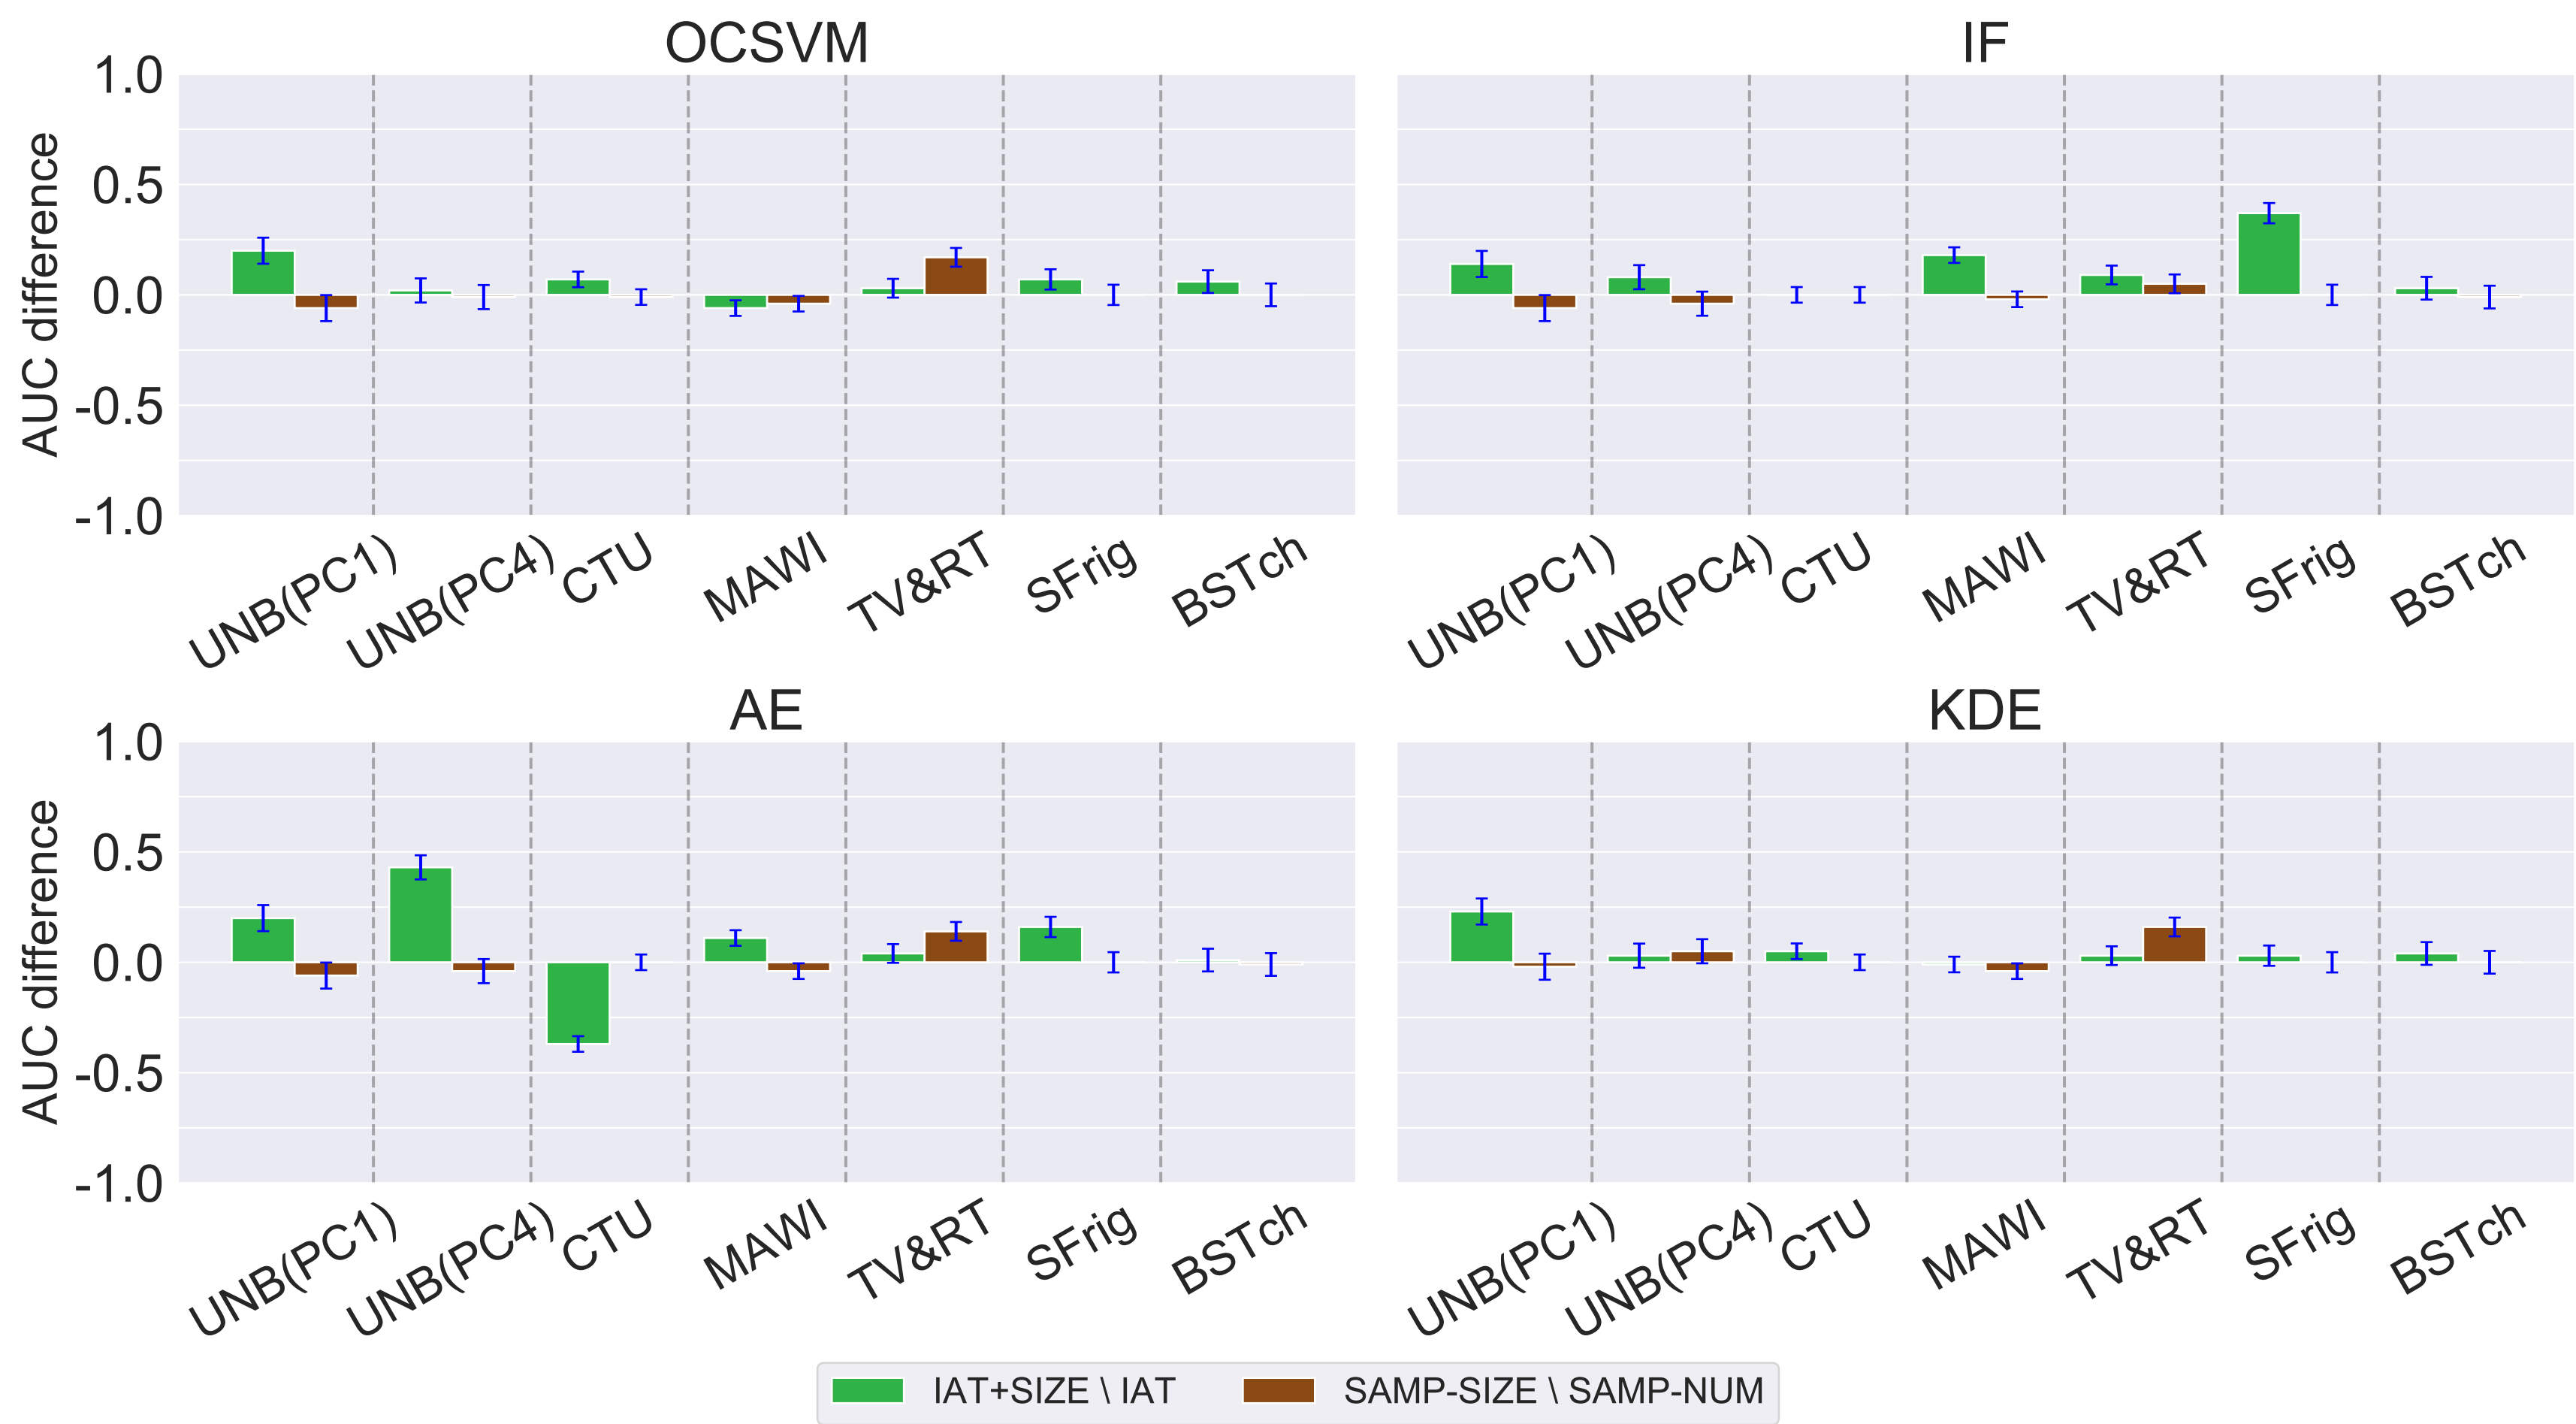 OCSVM
IF
AUC difference
1.0
0.5
0.0
-0.5
-1.0
UNB(PC1)
UNB(PC4)
CTU
MAWI
TV&RT
SFrig
BSTch
UNB(PC1)
UNB(PC4)
CTU
MAWI
TV&RT
SFrig
BSTch
AE
KDE
AUC difference
1.0
0.5
0.0
-0.5
-1.0
UNB(PC1)
UNB(PC4)
CTU
MAWI
TV&RT
SFrig
BSTch
UNB(PC1)
UNB(PC4)
CTU
MAWI
TV&RT
SFrig
BSTch
IAT+SIZE \ IAT
SAMP-SIZE \ SAMP-NUM